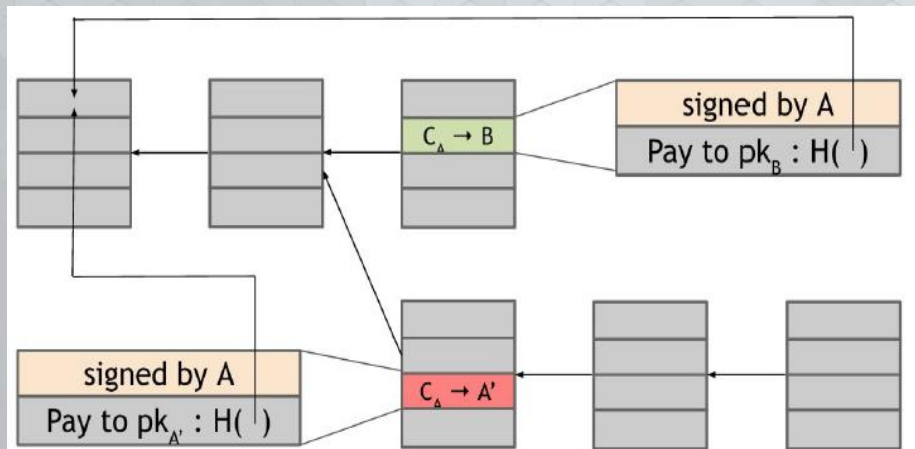 C_A → B
signed by A
Pay to pk_B : H( )
signed by A
Pay to pk_A' : H( )
C_A → A'